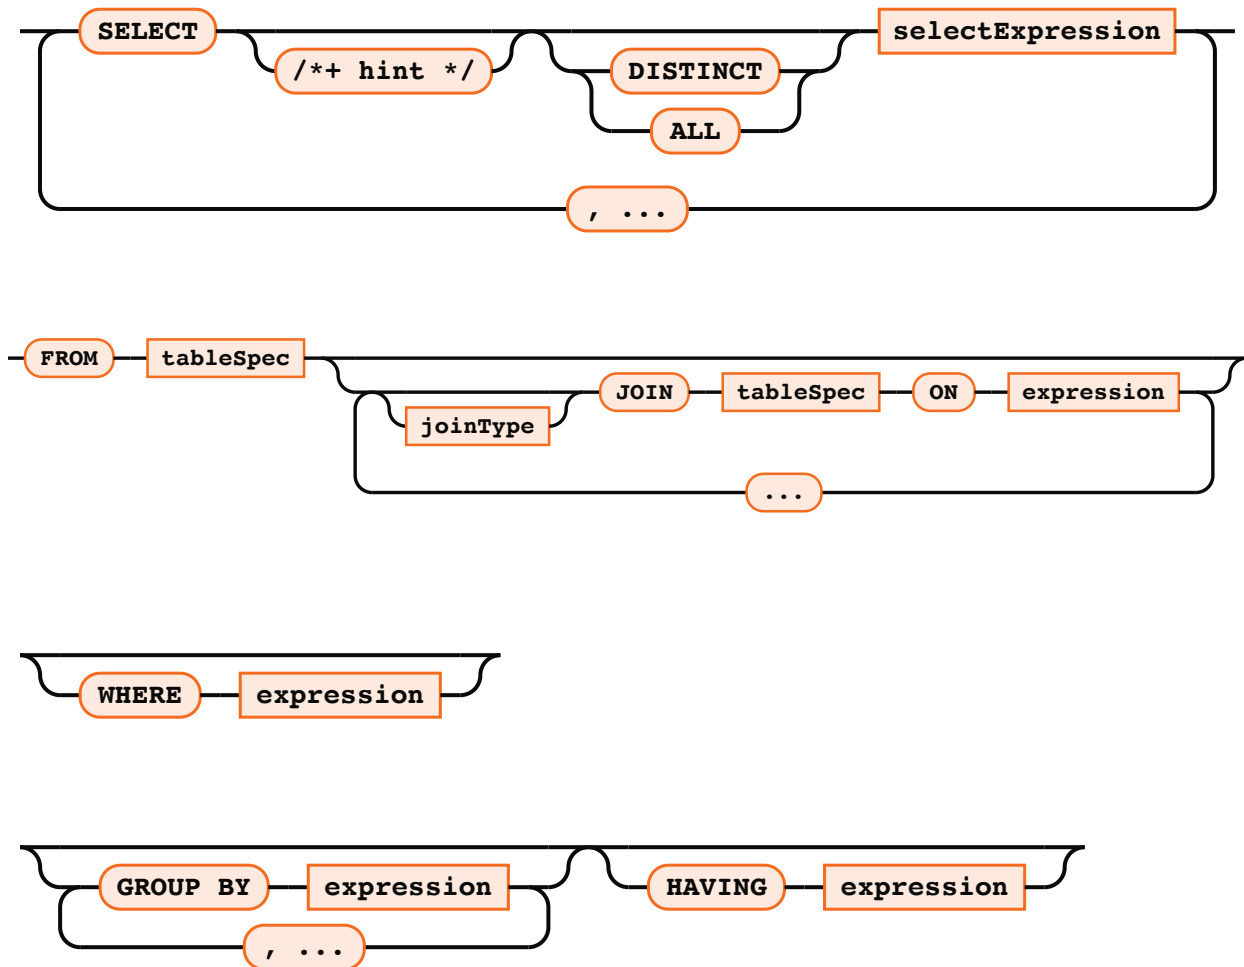 SELECT /*+ hint */ DISTINCT ALL selectExpression
, ...
FROM tableSpec joinType JOIN tableSpec ON expression
...
WHERE expression
GROUP BY expression HAVING expression
, ...